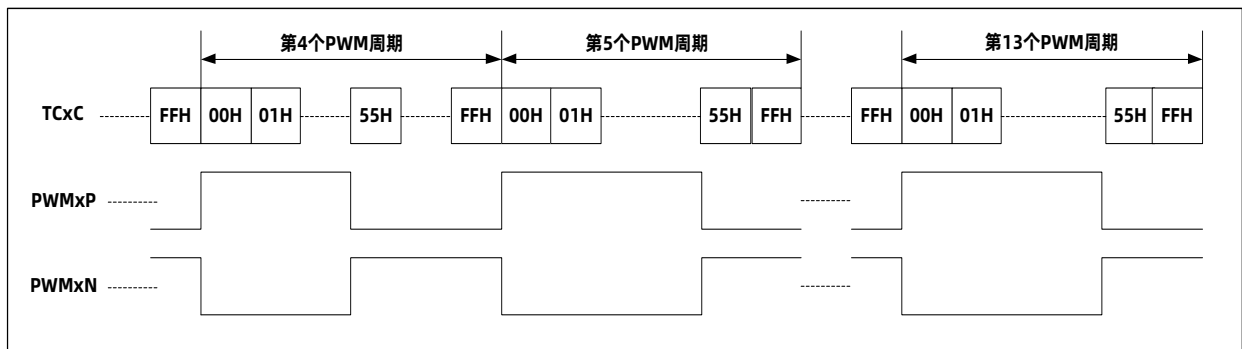 第4个PWM周期 第5个PWM周期 第13个PWM周期
TCxC FFH 00H 01H 55H FFH 00H 01H 55H FFH FFH 00H 01H 55H FFH
PWMxP
PWMxN